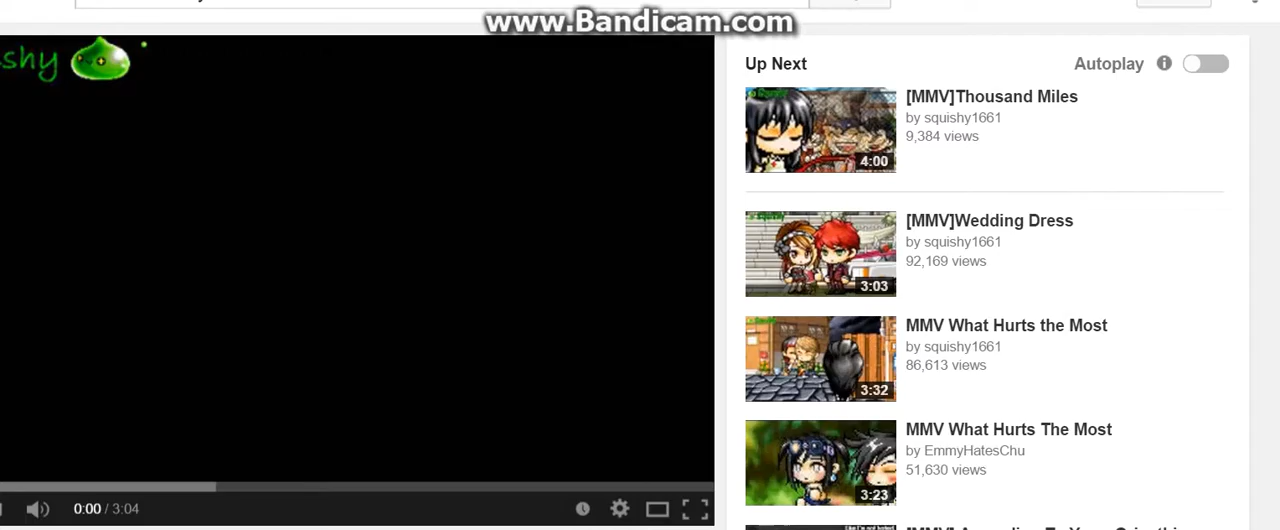 www.Bandicam.com
shy
Up Next
Autoplay
[MMV]Thousand Miles
by squishy1661
9,384 views
4:00
[MMV]Wedding Dress
by squishy1661
92,169 views
3:03
MMV What Hurts the Most
by squishy1661
86,613 views
3:32
MMV What Hurts The Most
by EmmyHatesChu
51,630 views
3:23
0:00 / 3:04